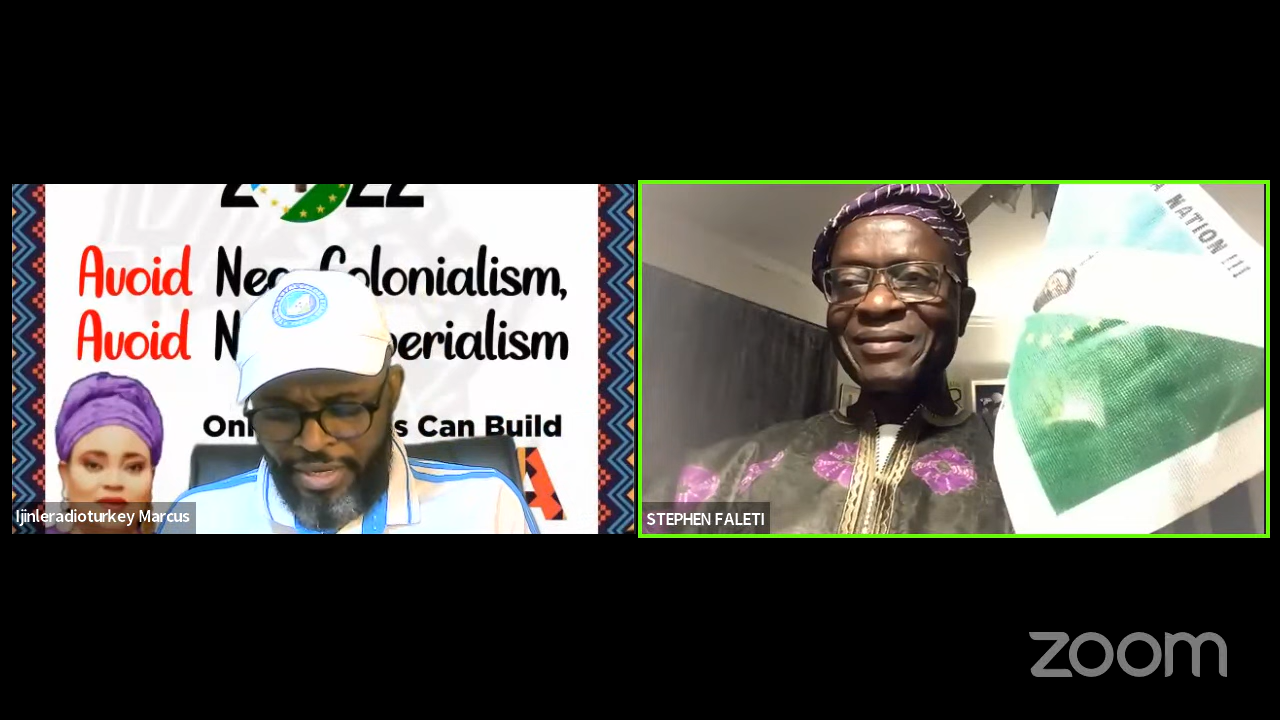 2022
Avoid Neo Colonialism,
Avoid N perialism
s Can Build
Ijinleradioturkey Marcus
NATION !!!
STEPHEN FALETI
zoom